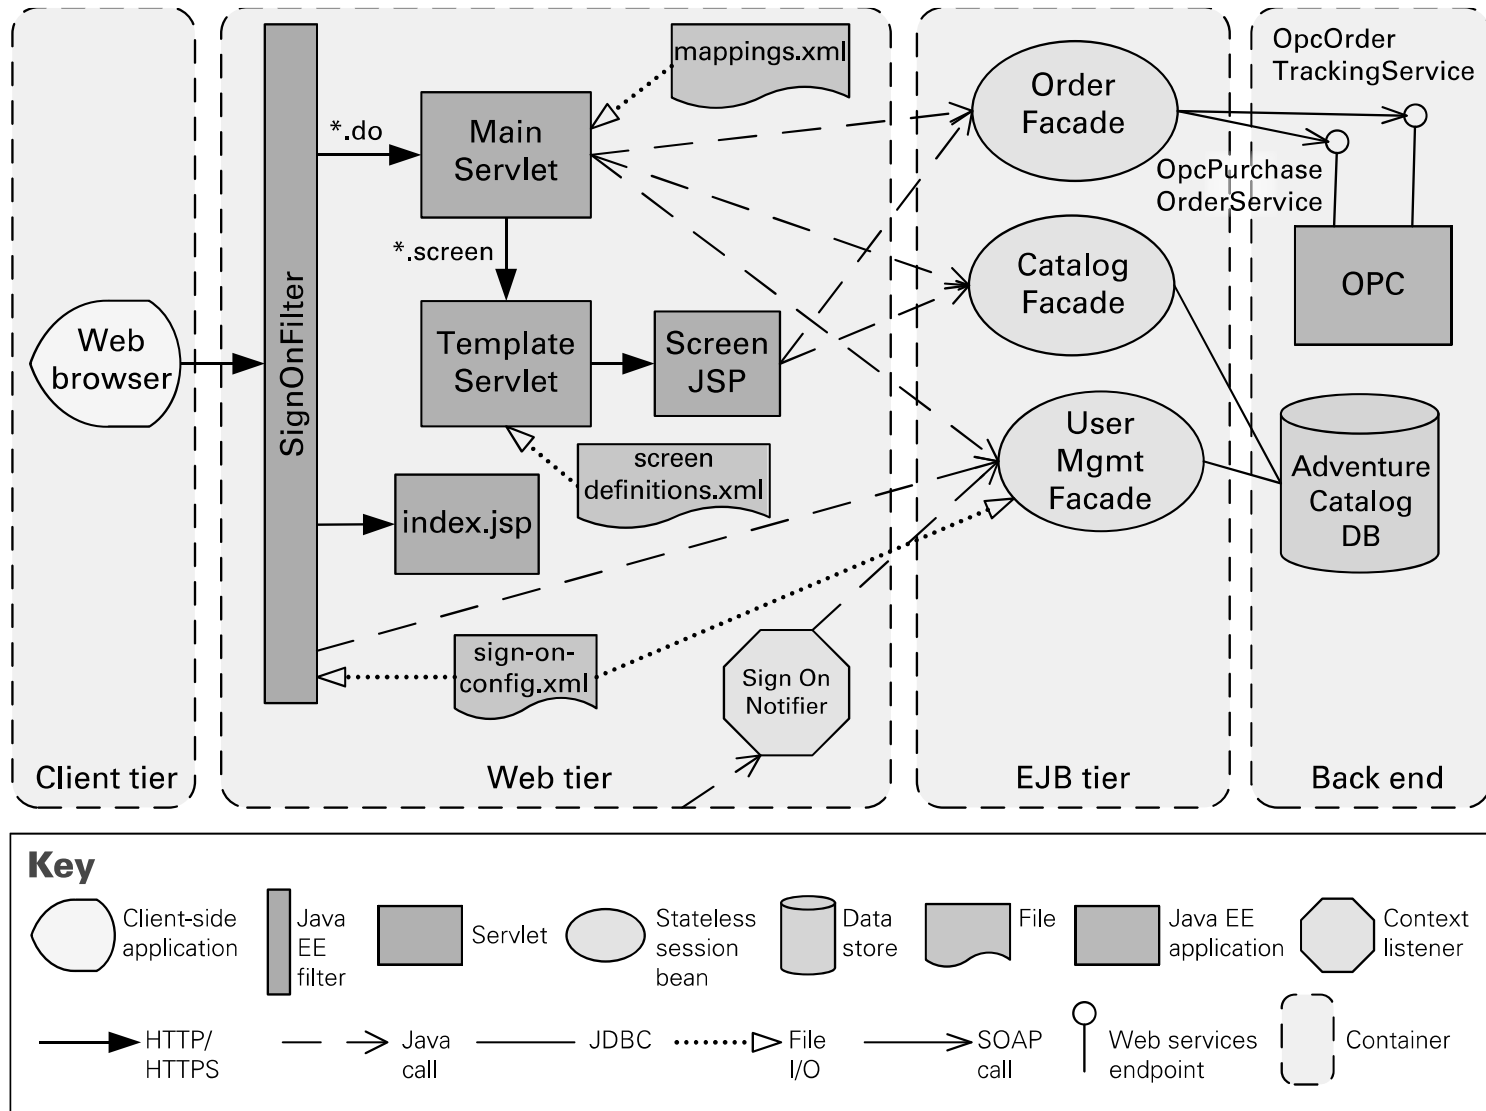 OpcOrder
TrackingService
mappings.xml
Order
Facade
*.do
Main
Servlet
OpcPurchase
OrderService
*.screen
Catalog
Facade
OPC
SignOnFilter
Web
browser
Template
Servlet
Screen
JSP
User
Mgmt
Facade
screen
definitions.xml
Adventure
Catalog
DB
index.jsp
sign-on-
config.xml
Sign On
Notifier
Client tier
Web tier
EJB tier
Back end
Key
Client-side
application
Java
EE
filter
Servlet
Stateless
session
bean
Data
store
File
Java EE
application
Context
listener
HTTP/
HTTPS
Java
call
JDBC
File
I/O
SOAP
call
Web services
endpoint
Container